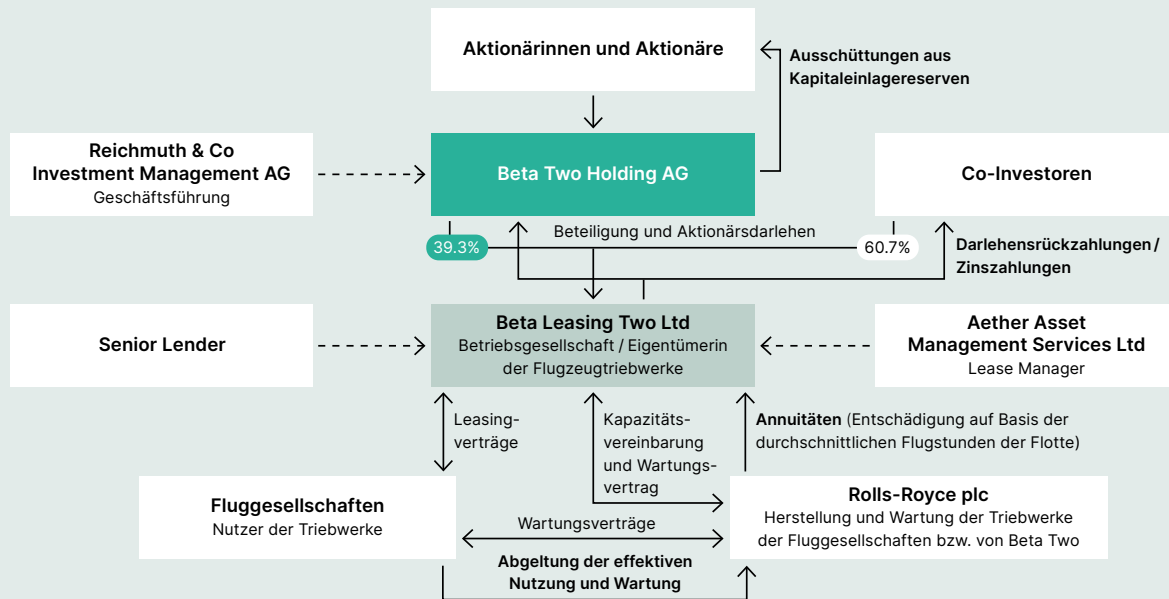 Aktionärinnen und Aktionäre
Ausschüttungen aus
Kapitaleinlagereserven
Reichmuth & Co
Investment Management AG
Geschäftsführung
Beta Two Holding AG
Co-Investoren
39.3%
Beteiligung und Aktionärsdarlehen
60.7%
Darlehensrückzahlungen /
Zinszahlungen
Senior Lender
Beta Leasing Two Ltd
Betriebsgesellschaft / Eigentümerin
der Flugzeugtriebwerke
Aether Asset
Management Services Ltd
Lease Manager
Leasing-
verträge
Kapazitäts-
vereinbarung
und Wartungs-
vertrag
Annuitäten (Entschädigung auf Basis der
durchschnittlichen Flugstunden der Flotte)
Fluggesellschaften
Nutzer der Triebwerke
Wartungsverträge
Rolls-Royce plc
Herstellung und Wartung der Triebwerke
der Fluggesellschaften bzw. von Beta Two
Abgeltung der effektiven
Nutzung und Wartung